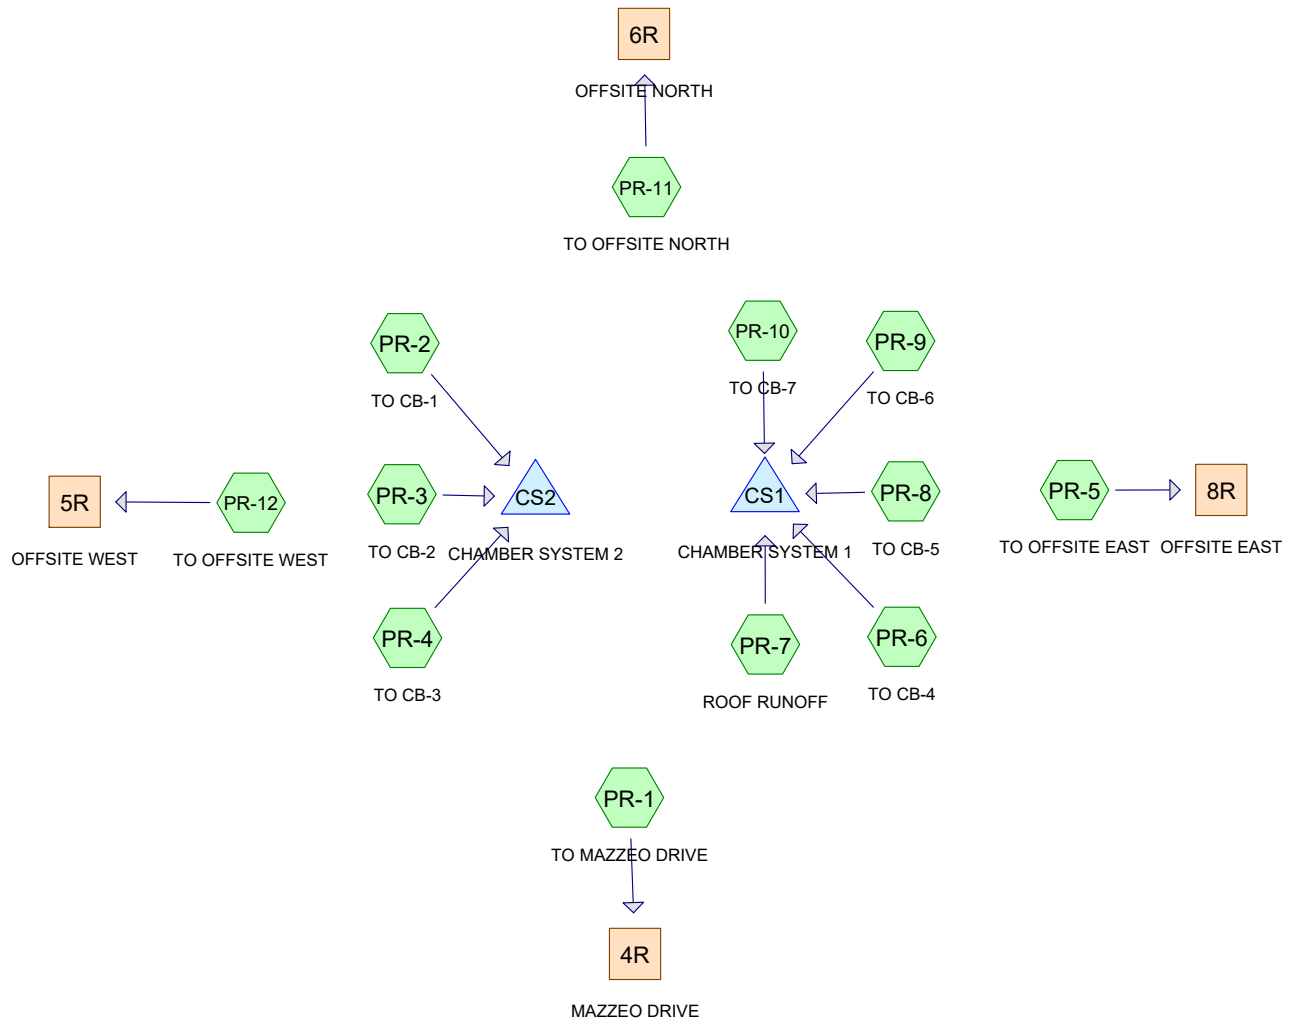 6R
OFFSITE NORTH
PR-11
TO OFFSITE NORTH
PR-2
TO CB-1
PR-10
TO CB-7
PR-9
TO CB-6
5R
OFFSITE WEST
PR-12
TO OFFSITE WEST
PR-3
TO CB-2
CS2
CHAMBER SYSTEM 2
CS1
CHAMBER SYSTEM 1
PR-8
TO CB-5
PR-5
TO OFFSITE EAST
8R
OFFSITE EAST
PR-4
TO CB-3
PR-7
ROOF RUNOFF
PR-6
TO CB-4
PR-1
TO MAZZEO DRIVE
4R
MAZZEO DRIVE